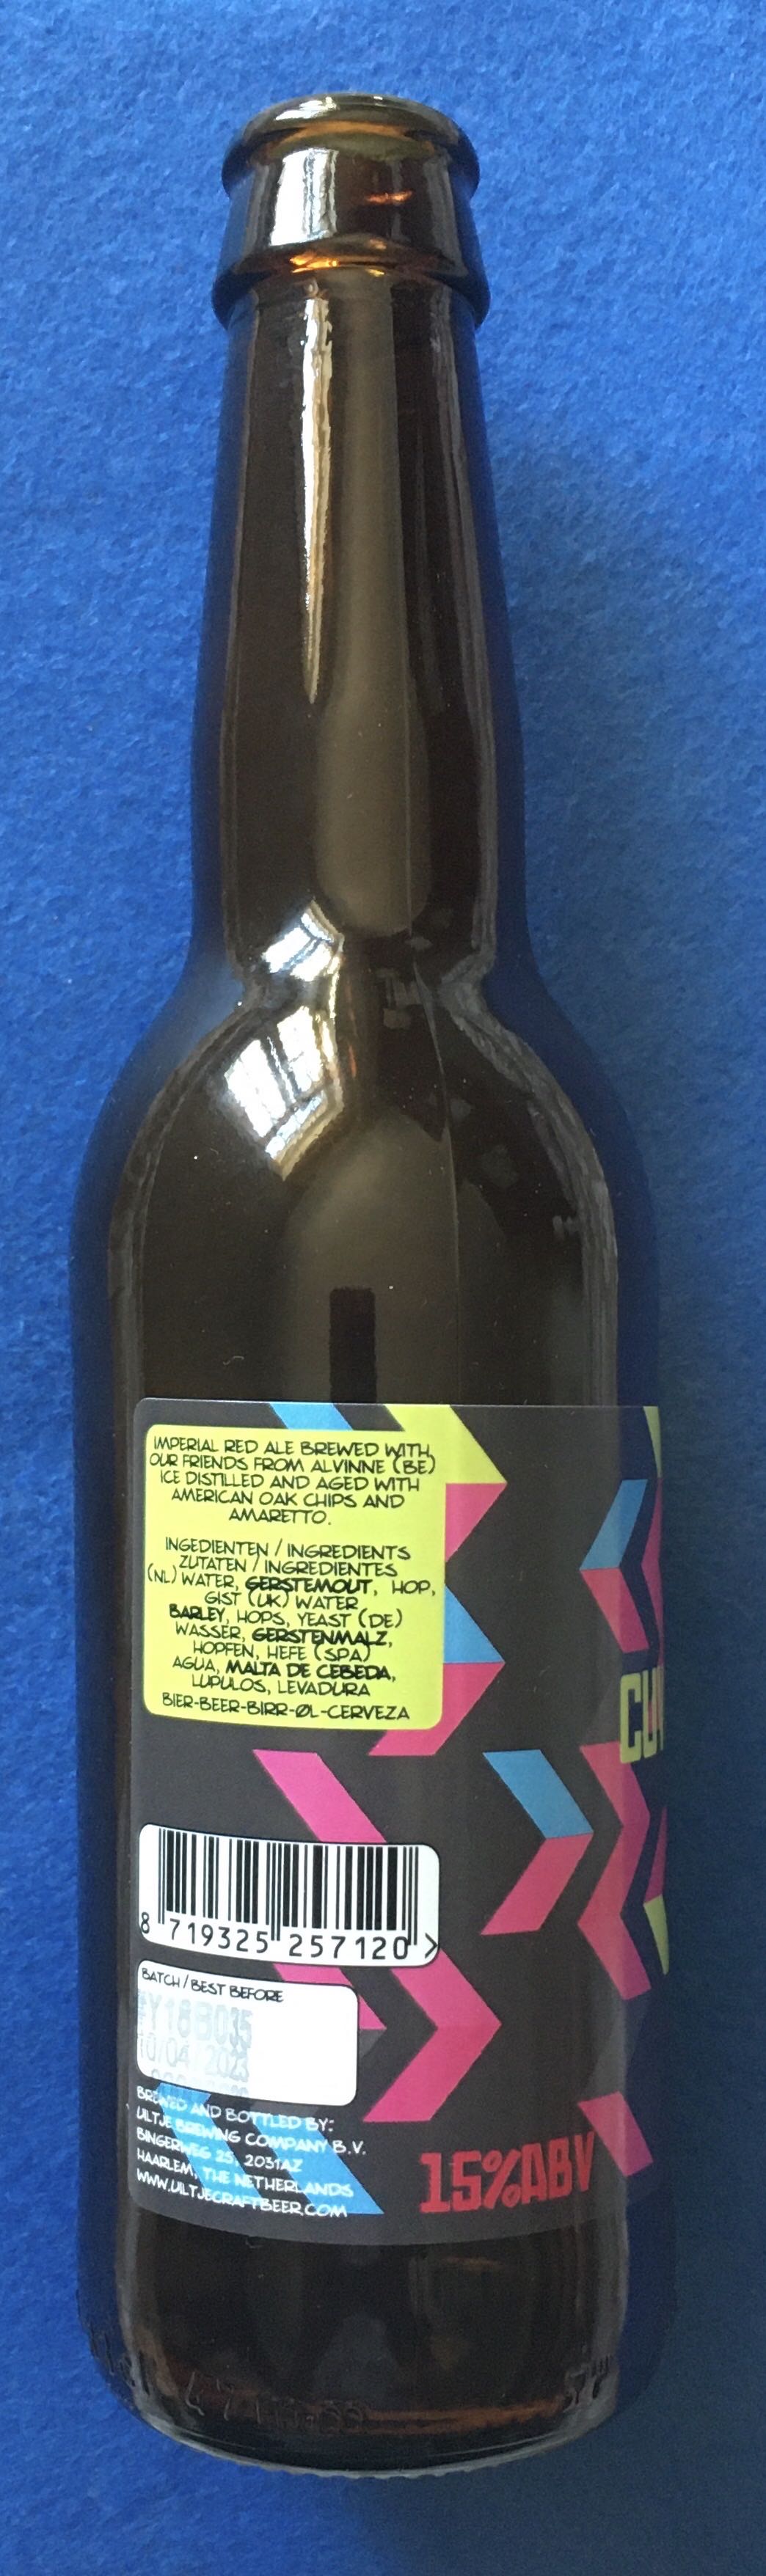 IMPERIAL RED ALE BREWED WITH
OUR FRIENDS FROM ALVINNE (BE)
ICE DISTILLED AND AGED WITH
AMERICAN OAK CHIPS AND
AMARETTO.
INGEDIENTEN / INGREDIENTS
ZUTATEN / INGREDIENTES
(NL) WATER, GERSTEMOUT, HOP,
GIST (UK) WATER
BARLEY, HOPS, YEAST (DE)
WASSER, GERSTENMALZ,
HOPFEN, HEFE (SPA)
AGUA, MALTA DE CEBEDA,
LUPULOS, LEVADURA
BIER-BEER-BIRR-ØL-CERVEZA
8 719325 257120 >
BATCH / BEST BEFORE
10/04/2023
BREWED AND BOTTLED BY:
UILTJE BREWING COMPANY B.V.
BINGERWEG 25, 2031AZ
HAARLEM, THE NETHERLANDS
WWW.UILTJECRAFTBEER.COM
15%ABV